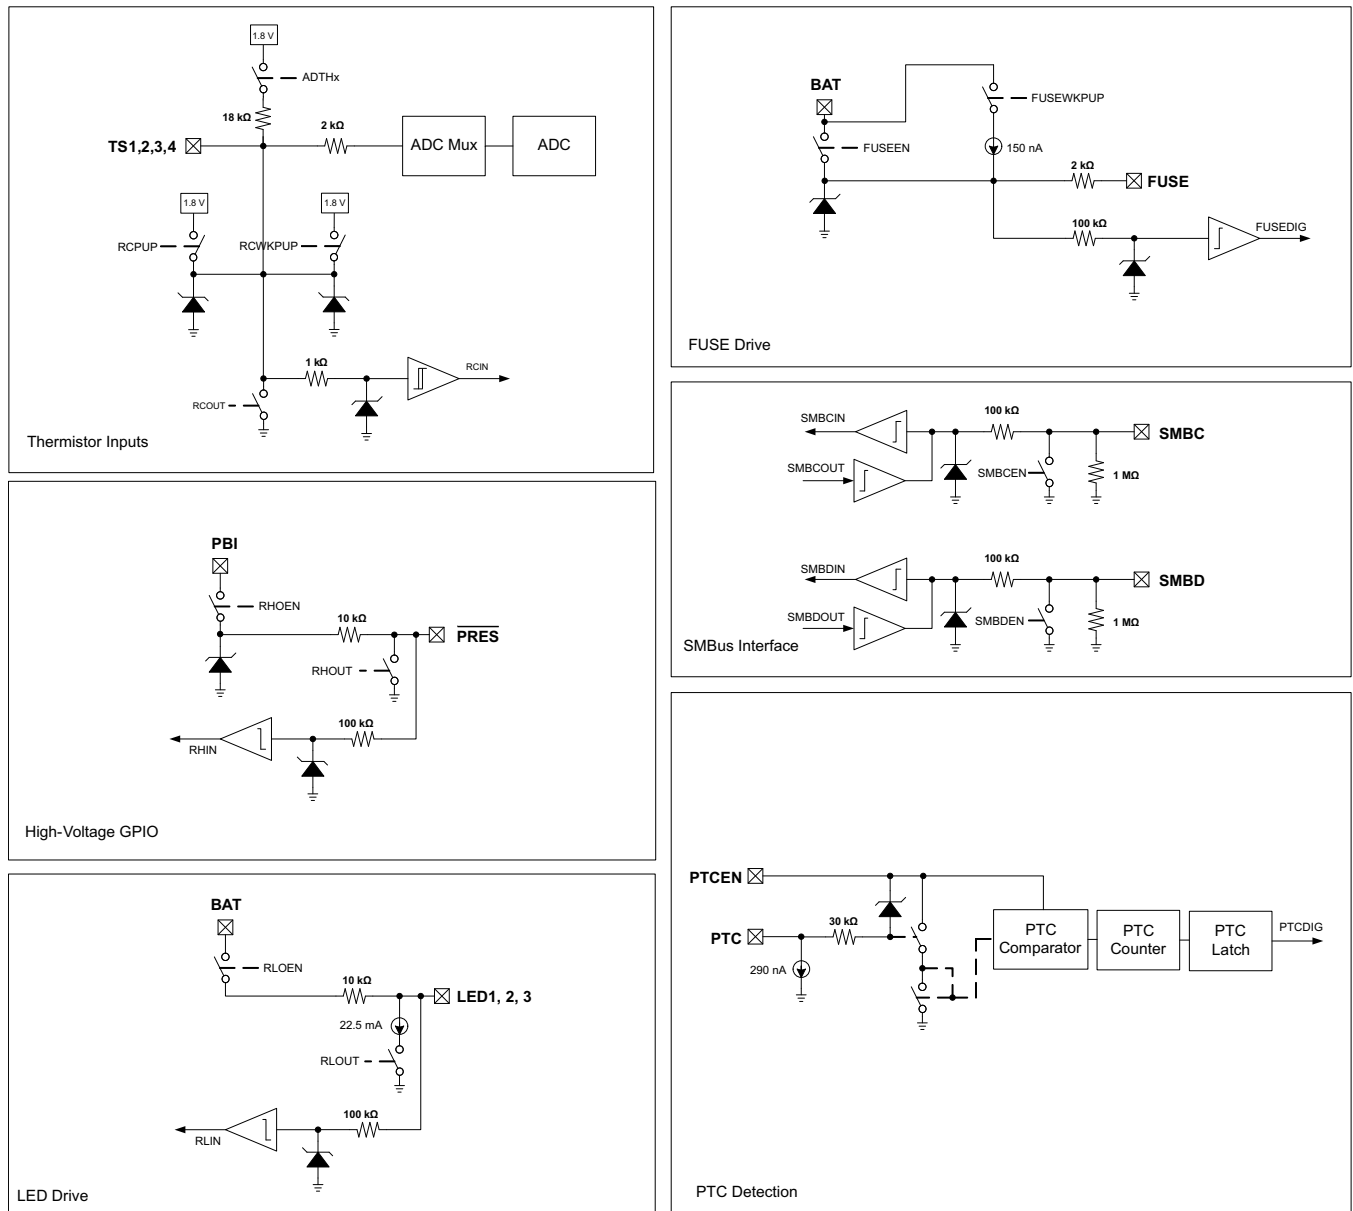 1.8 V
ADTHx
18 kΩ
2 kΩ
TS1,2,3,4
ADC Mux
ADC
1.8 V
1.8 V
RCPUP
RCWKPUP
1 kΩ
RCIN
RCOUT
Thermistor Inputs
BAT
FUSEWKPUP
FUSEEN
150 nA
2 kΩ
FUSE
100 kΩ
FUSEDIG
FUSE Drive
SMBCIN
100 kΩ
SMBC
SMBCOUT
SMBCEN
1 MΩ
SMBDIN
100 kΩ
SMBD
SMBDOUT
SMBDEN
1 MΩ
SMBus Interface
PBI
RHOEN
10 kΩ
PRES
RHOUT
100 kΩ
RHIN
High-Voltage GPIO
BAT
RLOEN
10 kΩ
LED1, 2, 3
22.5 mA
RLOUT
100 kΩ
RLIN
LED Drive
PTCEN
30 kΩ
PTC
290 nA
PTC
Comparator
PTC
Counter
PTC
Latch
PTCDIG
PTC Detection